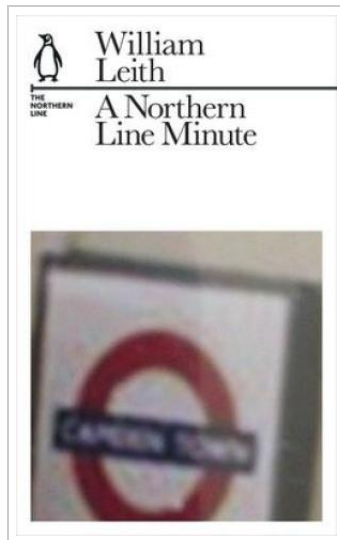 William
Leith
THE
NORTHERN
LINE
A Northern
Line Minute
CAMDEN TOWN